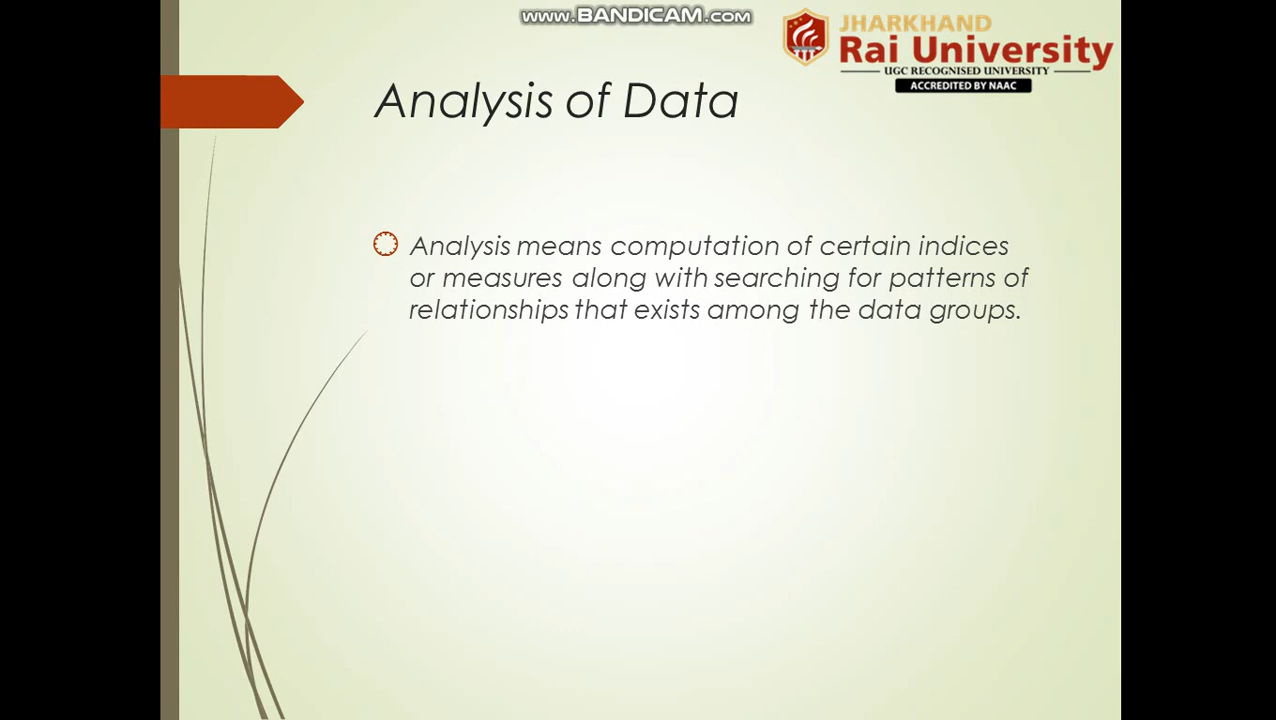 www.BANDICAM.com
JHARKHAND
Rai University
UGC RECOGNISED UNIVERSITY
ACCREDITED BY NAAC
Analysis of Data
Analysis means computation of certain indices
or measures along with searching for patterns of
relationships that exists among the data groups.